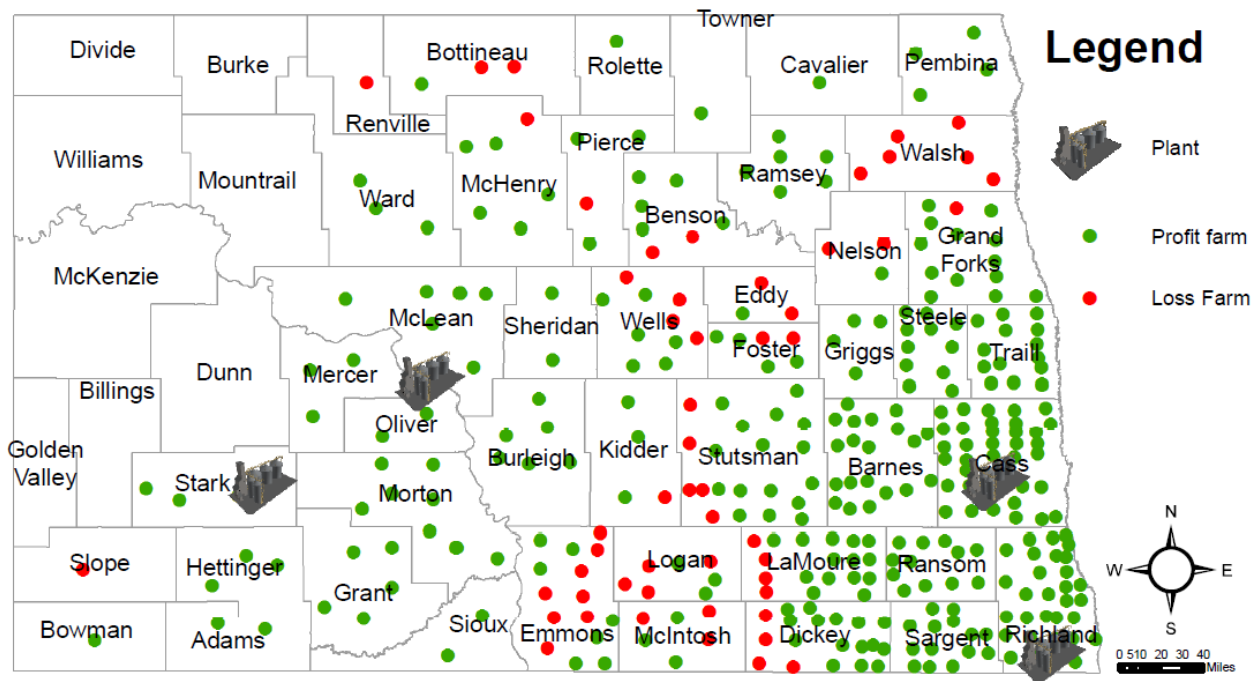 Towner
Divide
Burke
Bottineau
Rolette
Cavalier
Pembina
Legend
Renville
Williams
Mountrail
Ward
McHenry
Pierce
Ramsey
Walsh
Plant
Benson
Nelson
Grand
Forks
Profit farm
McKenzie
McLean
Sheridan
Wells
Eddy
Steele
Loss Farm
Foster
Griggs
Traill
Dunn
Mercer
Billings
Oliver
Golden
Valley
Stark
Morton
Burleigh
Kidder
Stutsman
Barnes
Cass
Slope
Hettinger
Grant
Logan
LaMoure
Ransom
N
W
E
S
Bowman
Adams
Sioux
Emmons
McIntosh
Dickey
Sargent
Richland
0 510 20 30 40
Miles